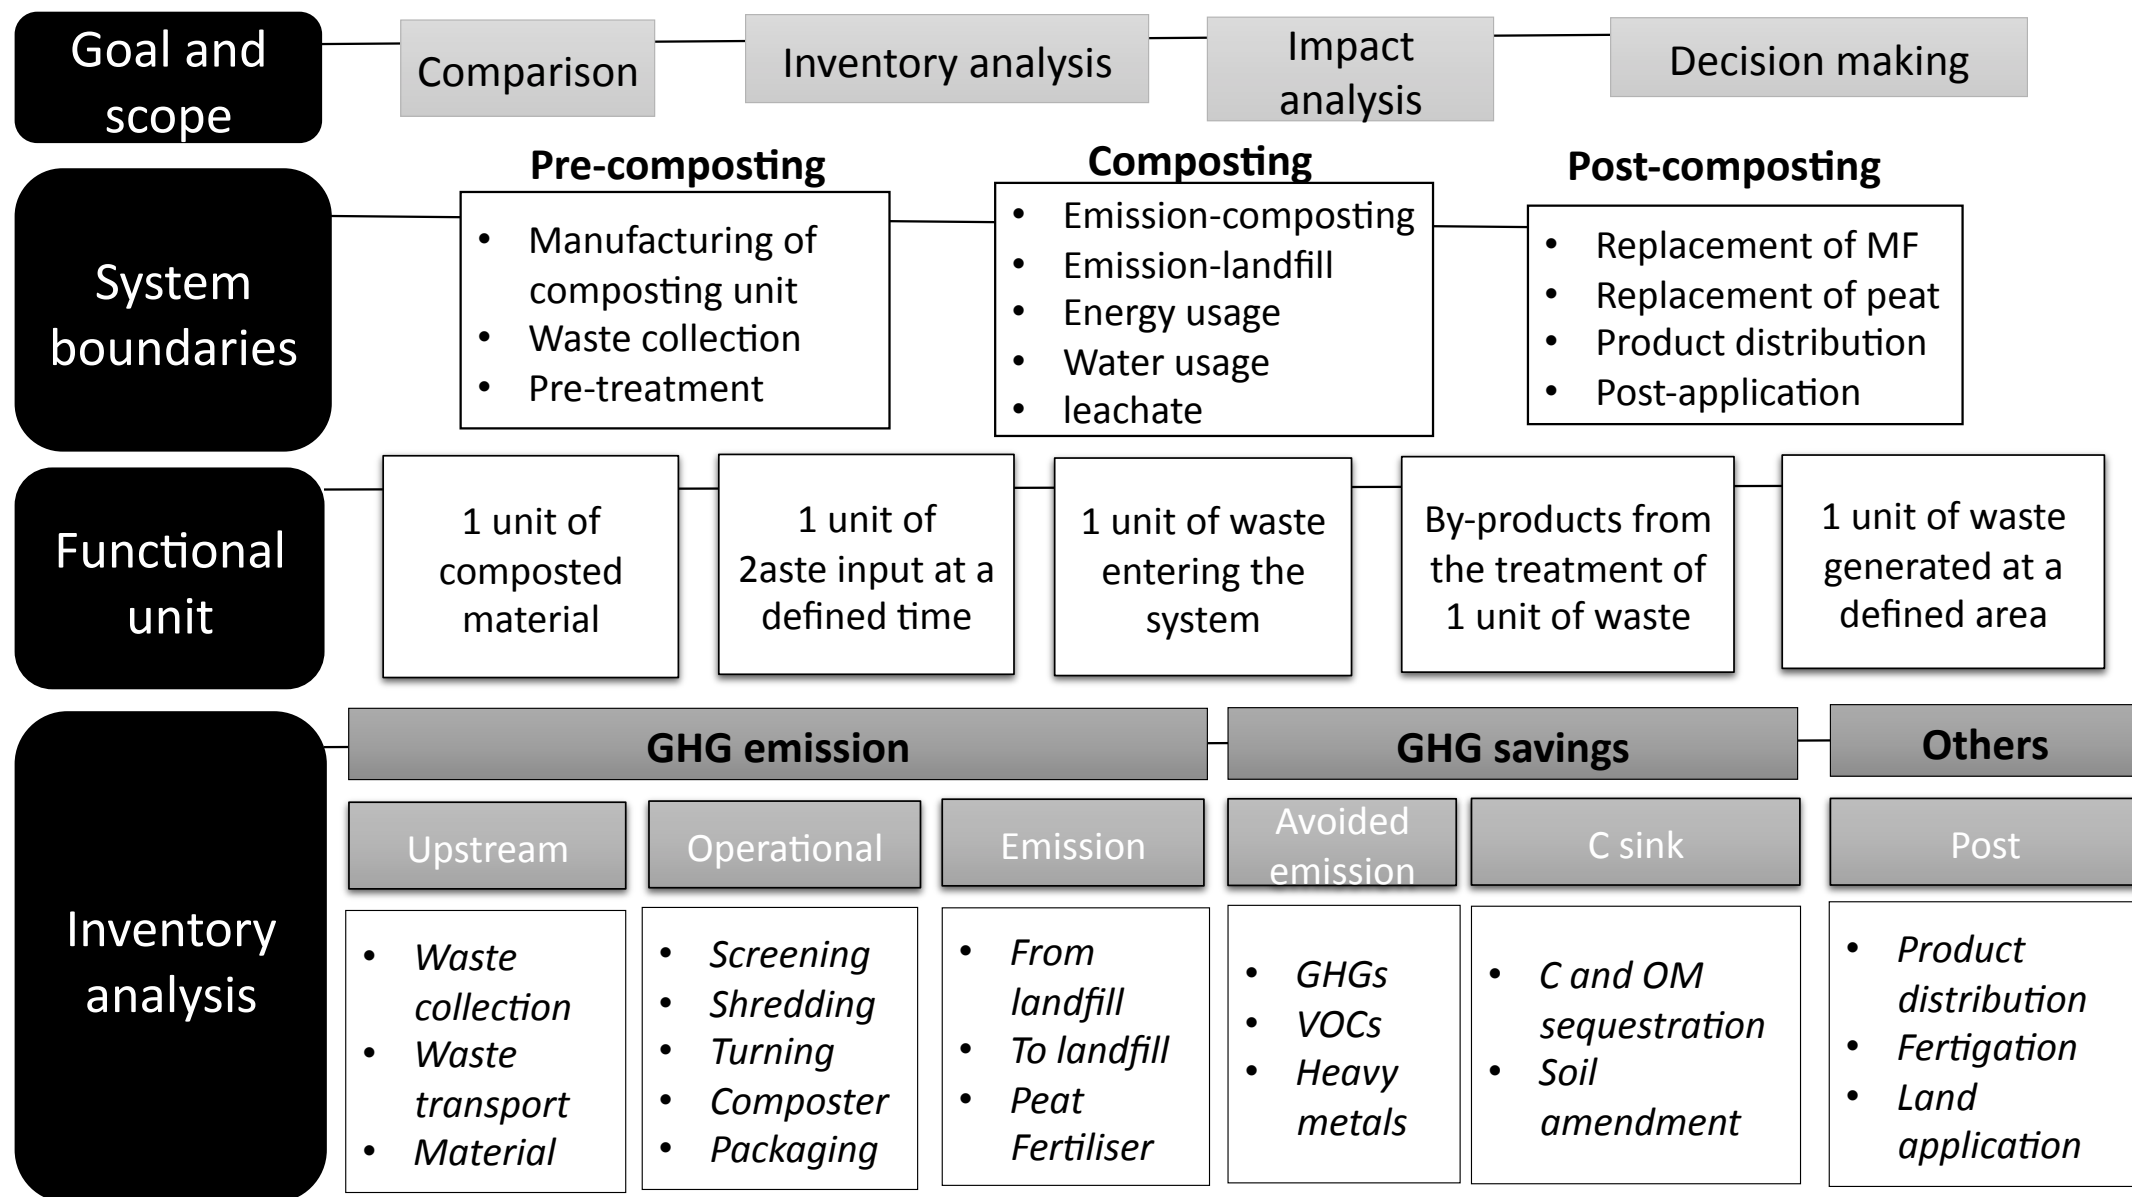 Goal and
scope
Comparison
Inventory analysis
Impact
analysis
Decision making
System
boundaries
Pre-composting
• Manufacturing of
composting unit
• Waste collection
• Pre-treatment
Composting
• Emission-composting
• Emission-landfill
• Energy usage
• Water usage
• leachate
Post-composting
• Replacement of MF
• Replacement of peat
• Product distribution
• Post-application
Functional
unit
1 unit of
composted
material
1 unit of
2aste input at a
defined time
1 unit of waste
entering the
system
By-products from
the treatment of
1 unit of waste
1 unit of waste
generated at a
defined area
Inventory
analysis
GHG emission
GHG savings
Others
Upstream
Operational
Emission
Avoided
emission
C sink
Post
• Waste
collection
• Waste
transport
• Material
• Screening
• Shredding
• Turning
• Composter
• Packaging
• From
landfill
• To landfill
• Peat
Fertiliser
• GHGs
• VOCs
• Heavy
metals
• C and OM
sequestration
• Soil
amendment
• Product
distribution
• Fertigation
• Land
application